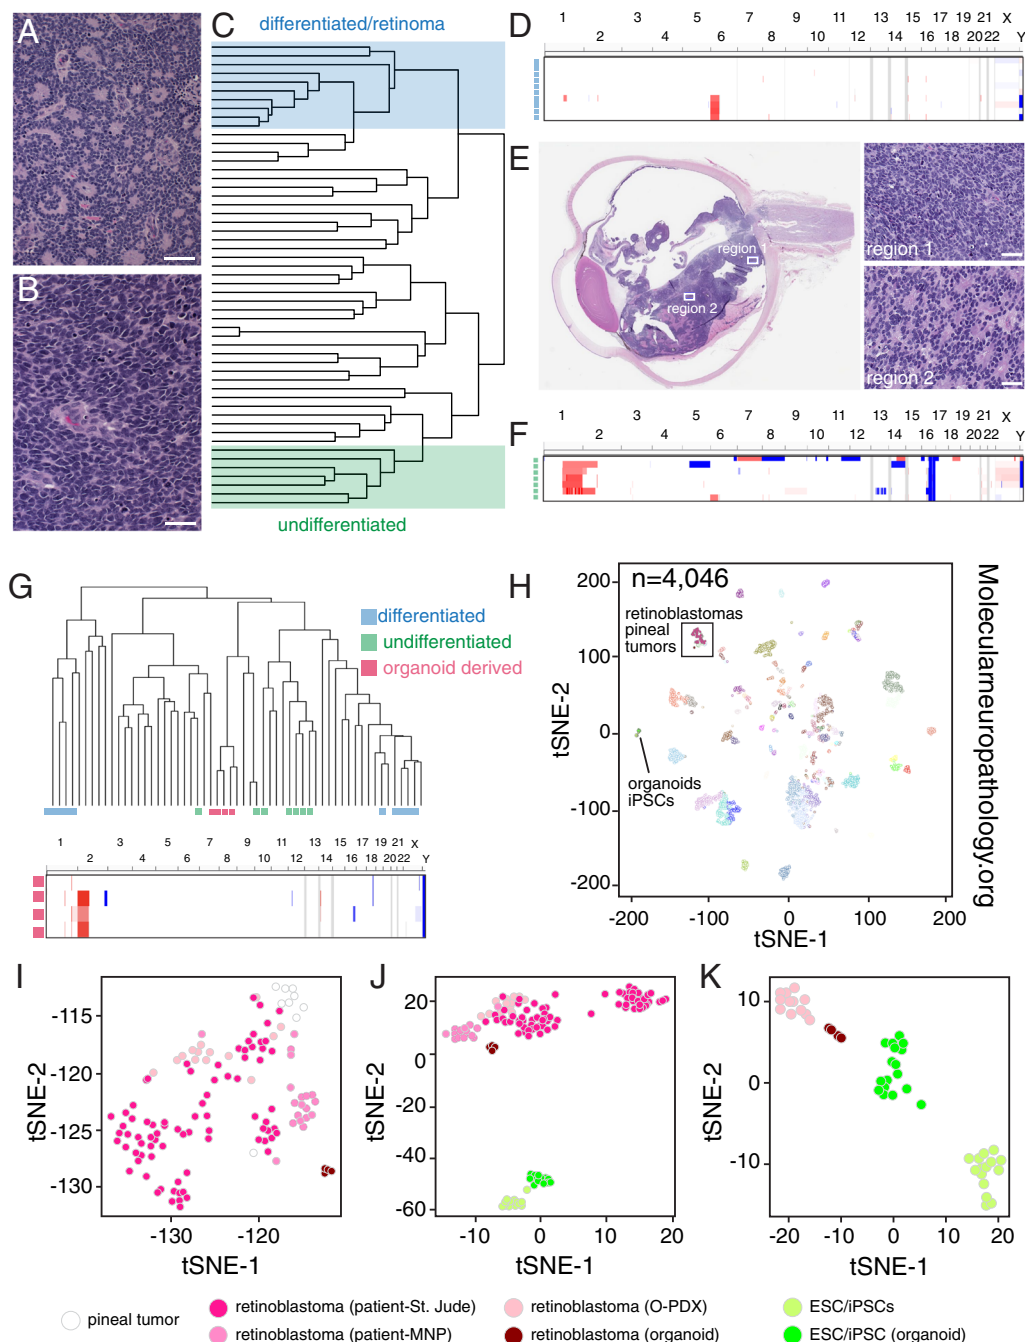 A
B
C
differentiated/retinoma
undifferentiated
D
1 3 5 7 9 11 13 15 17 19 21 X
2 4 6 8 10 12 14 16 18 20 22 Y
E
region 1
region 2
region 1
region 2
F
1 3 5 7 9 11 13 15 17 19 21 X
2 4 6 8 10 12 14 16 18 20 22 Y
G
differentiated
undifferentiated
organoid derived
1 3 5 7 9 11 13 15 17 19 21 X
2 4 6 8 10 12 14 16 18 20 22 Y
H
n=4,046
retinoblastomas
pineal
tumors
organoids
iPSCs
200
100
0
-100
-200
tSNE-2
-200 -100 0 100 200
tSNE-1
Molecularneuropathology.org
I
-115
-120
-125
-130
tSNE-2
-130 -120
tSNE-1
J
20
0
-20
-40
-60
tSNE-2
-10 0 10 20
tSNE-1
K
10
0
-10
tSNE-2
-20 -10 0 10 20
tSNE-1
pineal tumor
retinoblastoma (patient-St. Jude)
retinoblastoma (patient-MNP)
retinoblastoma (O-PDX)
retinoblastoma (organoid)
ESC/iPSCs
ESC/iPSC (organoid)